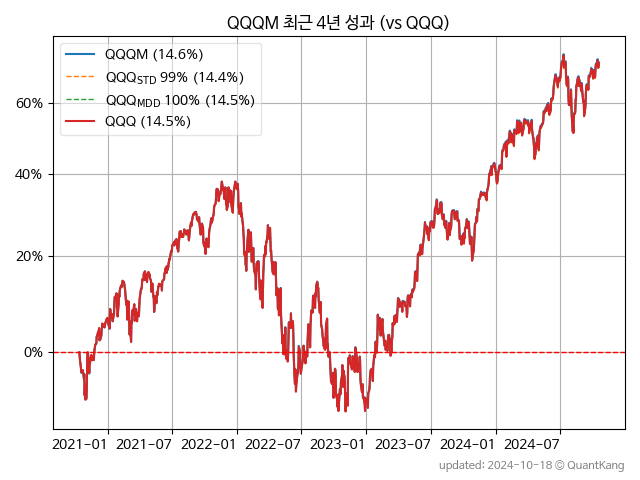 QQQM 최근 4년 성과 (vs QQQ)
QQQM (14.6%)
QQQSTD 99% (14.4%)
QQQMDD 100% (14.5%)
QQQ (14.5%)
60%
40%
20%
0%
2021-01 2021-07 2022-01 2022-07 2023-01 2023-07 2024-01 2024-07
updated: 2024-10-18 © QuantKang